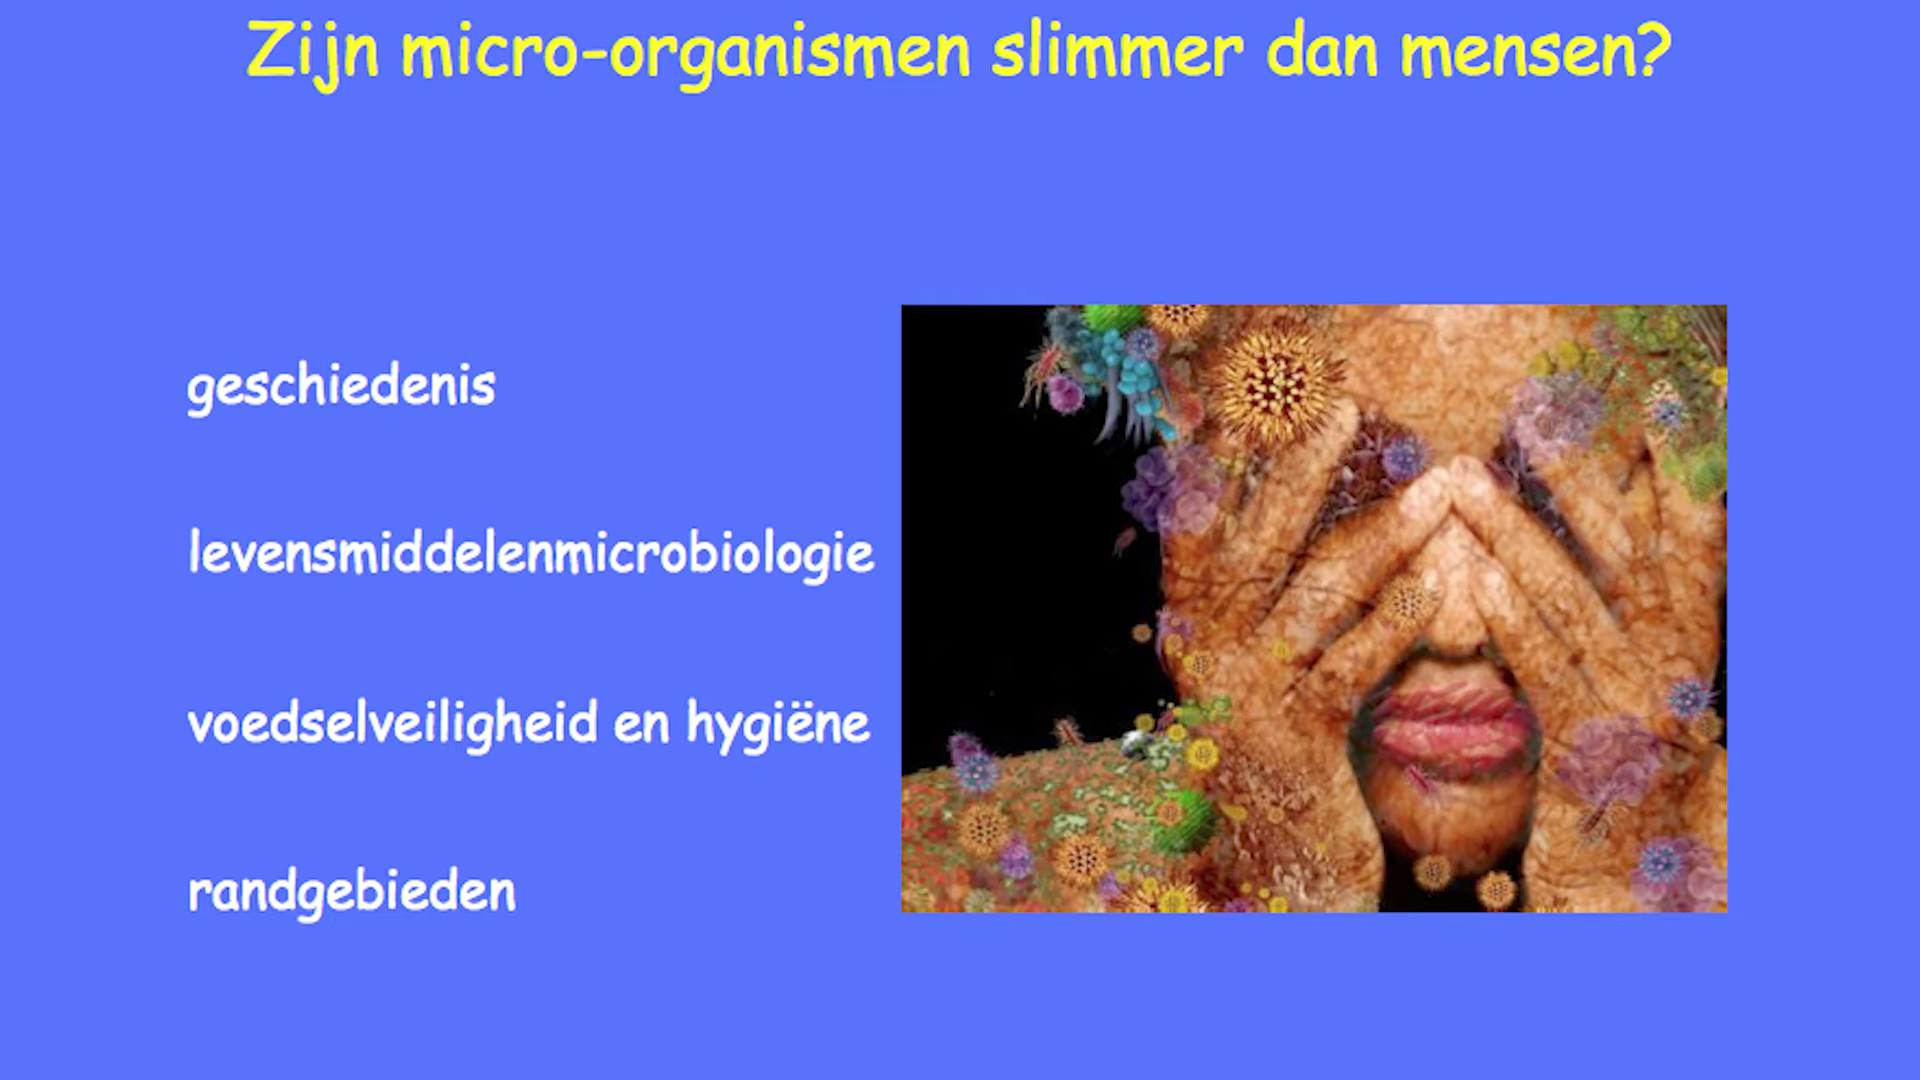 Zijn micro-organismen slimmer dan mensen?
geschiedenis
levensmiddelenmicrobiologie
voedselveiligheid en hygiëne
randgebieden